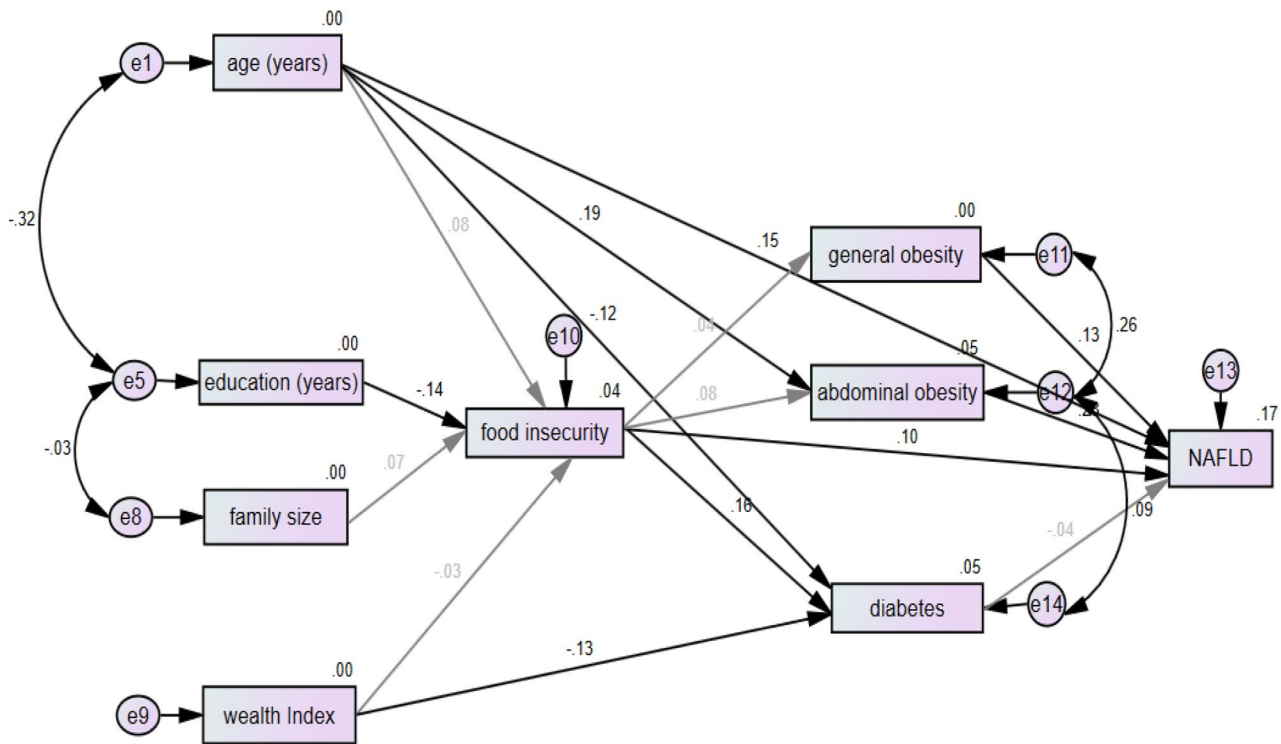 .00
e1
age (years)
-.32
.08
.19
.15
.00
general obesity
e11
-.12
.04
.26
.13
e10
.00
.05
e5
education (years)
-.14
.04
abdominal obesity
e12
e13
.08
.23
.17
food insecurity
.10
NAFLD
-.03
.00
.07
e8
family size
.16
.09
-.04
-.03
.05
diabetes
e14
-.13
.00
e9
wealth Index